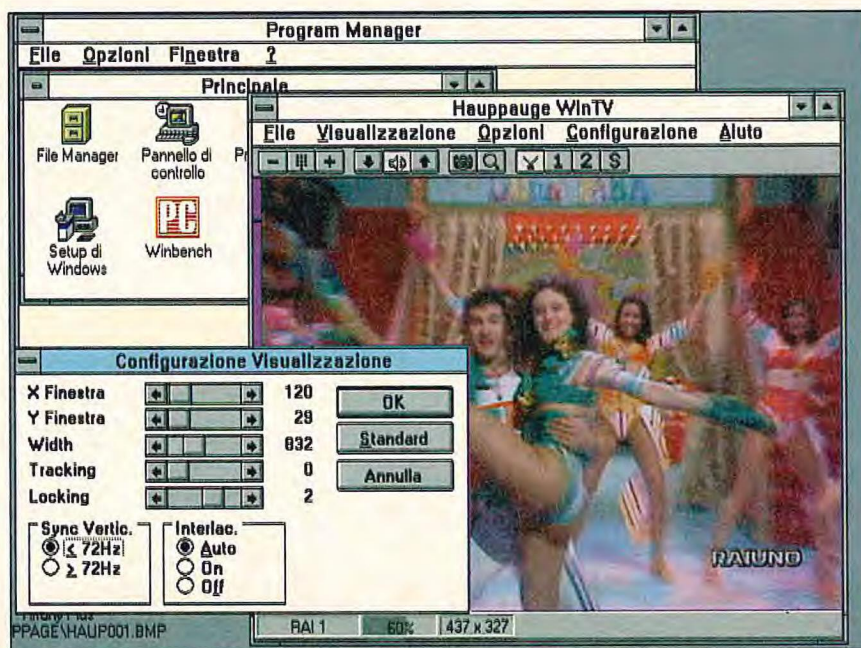 Program Manager
File Opzioni Finestra ?
Principale
File Manager
Pannello di controllo
Setup di Windows
PC
Winbench
Hauppauge WinTV
File Visualizzazione Opzioni Configurazione Aiuto
1 2 S
RAIUNO
RAI 1 60% 437 x 327
Configurazione Visualizzazione
X Finestra 120
Y Finestra 29
Width 832
Tracking 0
Locking 2
OK
Standard
Annulla
Sync Vertic.
≤ 72Hz
≥ 72Hz
Interlac.
Auto
On
Off
PPAGE\HAUP001.BMP